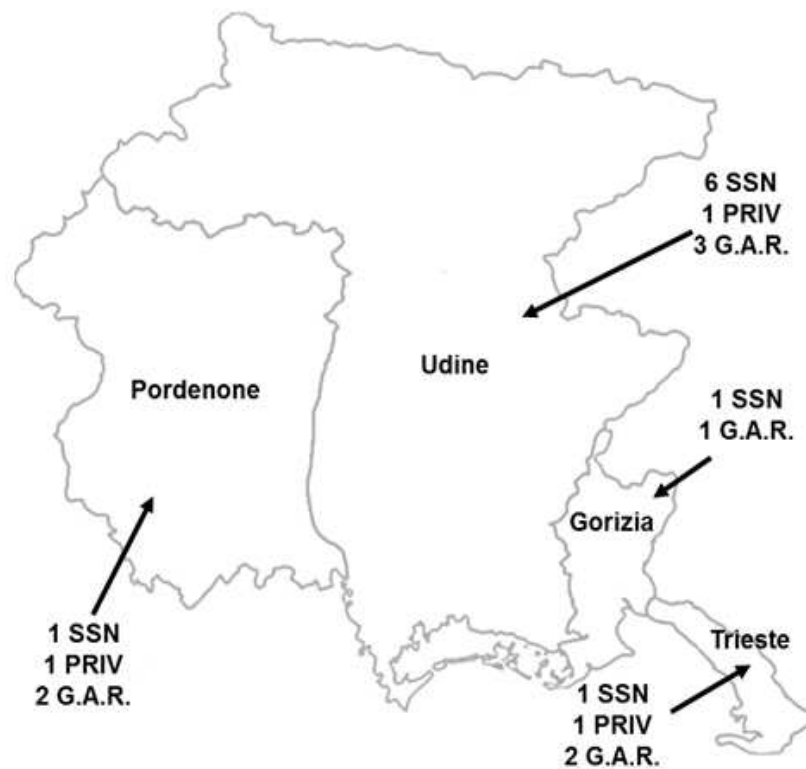 6 SSN
1 PRIV
3 G.A.R.
Udine
Pordenone
1 SSN
1 G.A.R.
Gorizia
1 SSN
1 PRIV
2 G.A.R.
Trieste
1 SSN
1 PRIV
2 G.A.R.